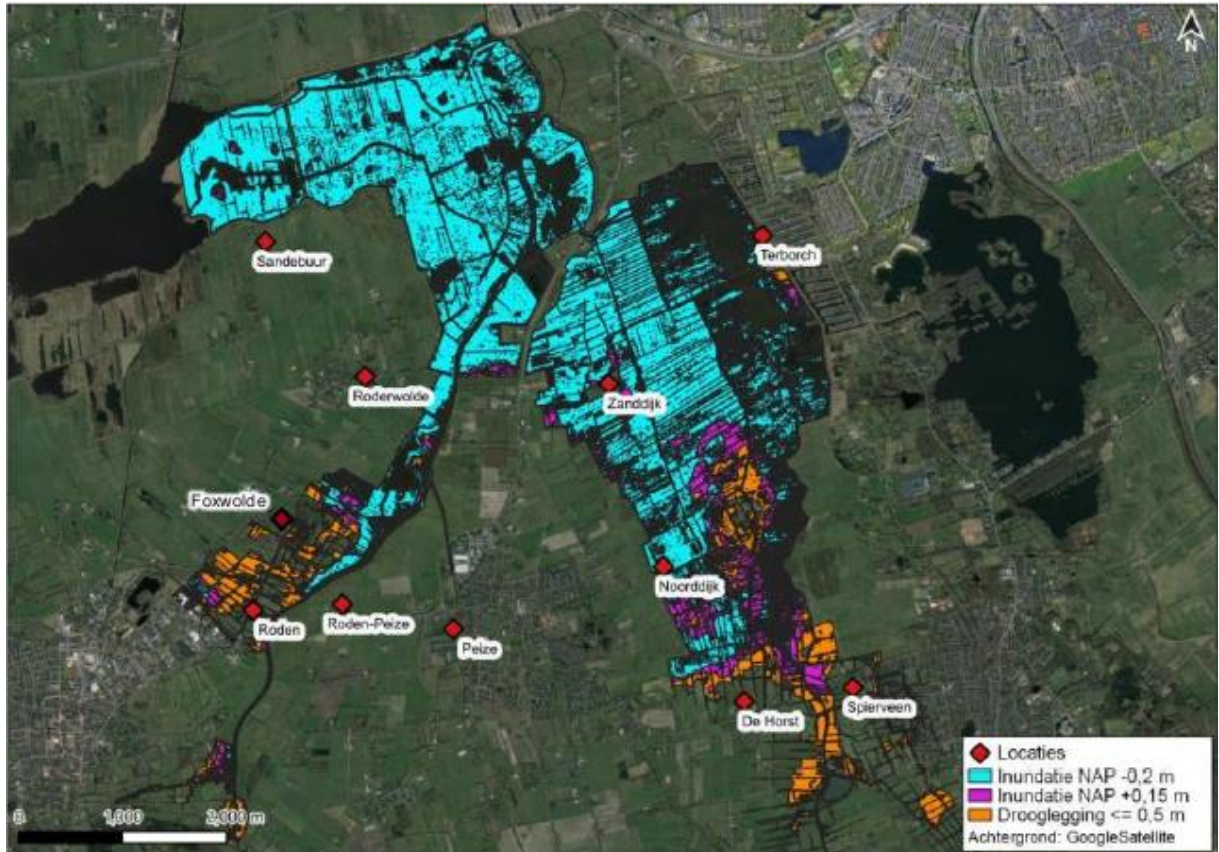 N
Sandebuur
Terborch
Roderwolde
Zanddijk
Foxwolde
Noorddijk
Roden
Roden-Peize
Peize
De Horst
Spierveen
Locaties
Inundatie NAP -0,2 m
Inundatie NAP +0,15 m
Drooglegging <= 0,5 m
Achtergrond: GoogleSatellite
0 1,000 2,000 m